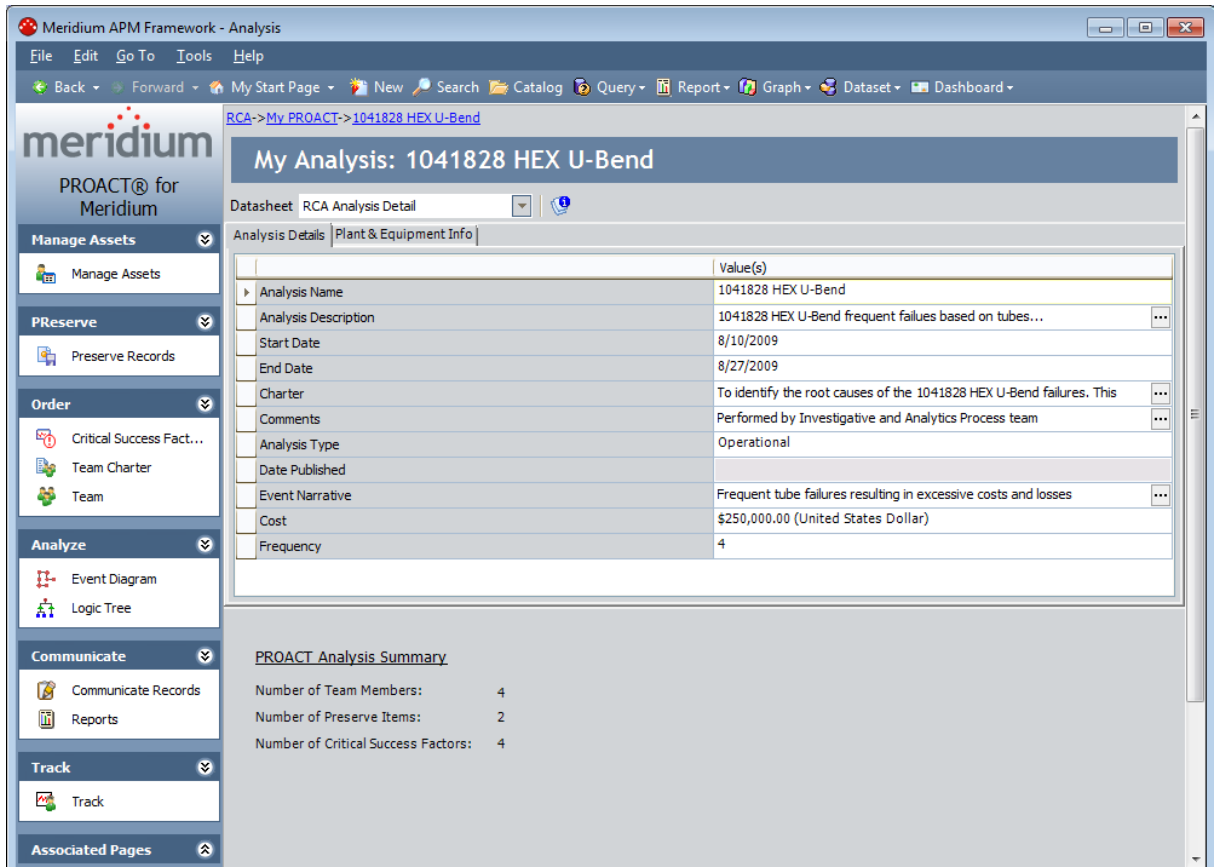 Meridium APM Framework - Analysis
File Edit Go To Tools Help
Back Forward My Start Page New Search Catalog Query Report Graph Dataset Dashboard
meridium
PROACT® for
Meridium
Manage Assets
Manage Assets
PReserve
Preserve Records
Order
Critical Success Fact...
Team Charter
Team
Analyze
Event Diagram
Logic Tree
Communicate
Communicate Records
Reports
Track
Track
Associated Pages
RCA->My PROACT->1041828 HEX U-Bend
My Analysis: 1041828 HEX U-Bend
Datasheet RCA Analysis Detail
Analysis Details Plant & Equipment Info
Value(s)
Analysis Name 1041828 HEX U-Bend
Analysis Description 1041828 HEX U-Bend frequent failues based on tubes... ...
Start Date 8/10/2009
End Date 8/27/2009
Charter To identify the root causes of the 1041828 HEX U-Bend failures. This ...
Comments Performed by Investigative and Analytics Process team ...
Analysis Type Operational
Date Published
Event Narrative Frequent tube failures resulting in excessive costs and losses ...
Cost $250,000.00 (United States Dollar)
Frequency 4
PROACT Analysis Summary
Number of Team Members: 4
Number of Preserve Items: 2
Number of Critical Success Factors: 4